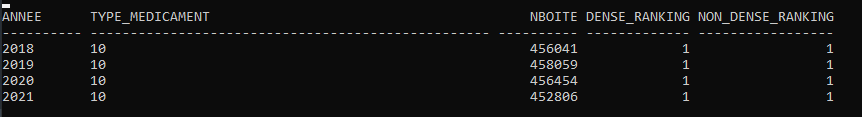 ANNEE TYPE_MEDICAMENT NBOITE DENSE_RANKING NON_DENSE_RANKING
---------- -------------------------------------------------- ---------- ------------- -----------------
2018 10 456041 1 1
2019 10 458059 1 1
2020 10 456454 1 1
2021 10 452806 1 1